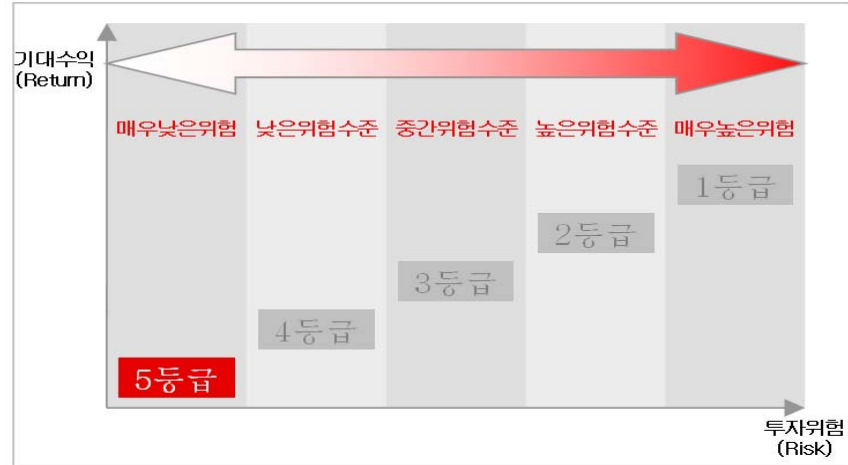 기대수익
(Return)
매우낮은위험 낮은위험수준 중간위험수준 높은위험수준 매우높은위험
1등급
2등급
3등급
4등급
5등급
투자위험
(Risk)